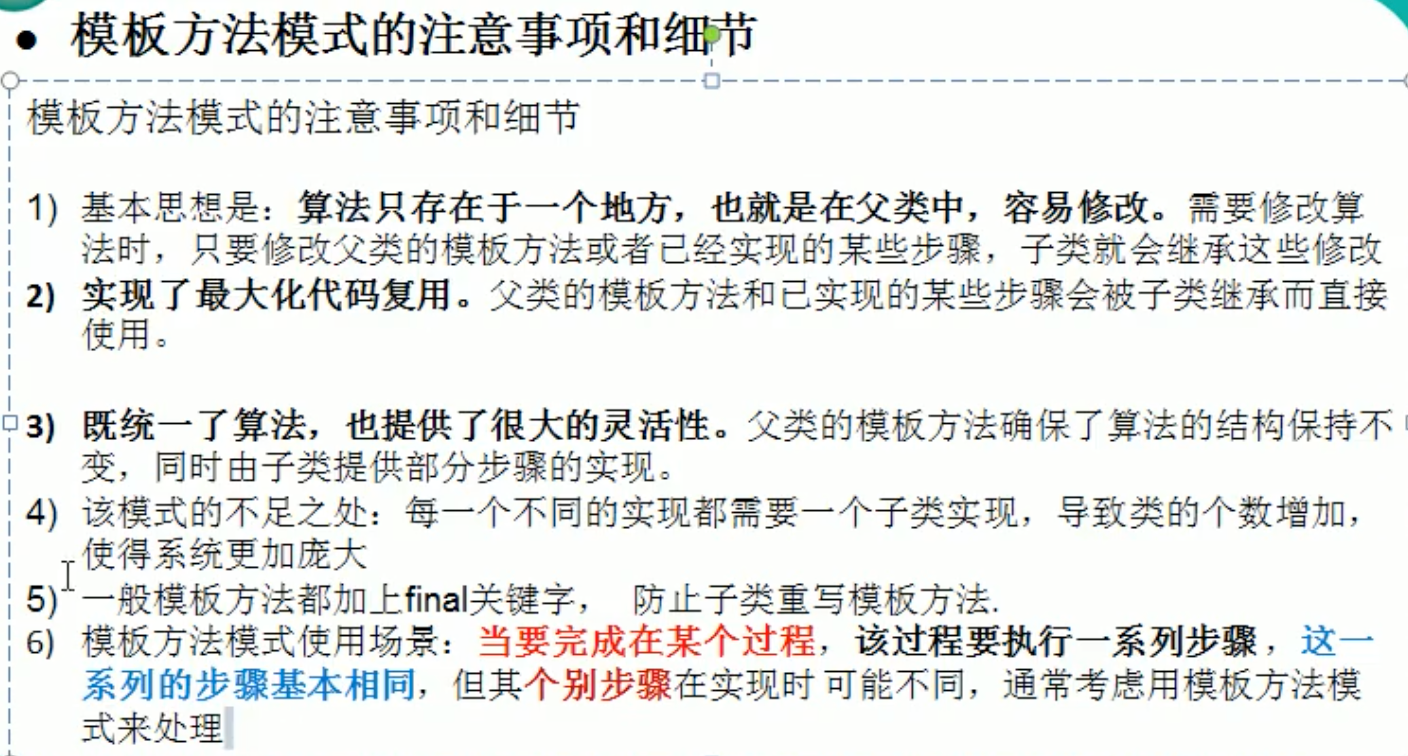 ● 模板方法模式的注意事项和细节
模板方法模式的注意事项和细节
1) 基本思想是：算法只存在于一个地方，也就是在父类中，容易修改。需要修改算
法时，只要修改父类的模板方法或者已经实现的某些步骤，子类就会继承这些修改
2) 实现了最大化代码复用。父类的模板方法和已实现的某些步骤会被子类继承而直接
使用。
3) 既统一了算法，也提供了很大的灵活性。父类的模板方法确保了算法的结构保持不
变，同时由子类提供部分步骤的实现。
4) 该模式的不足之处：每一个不同的实现都需要一个子类实现，导致类的个数增加，
使得系统更加庞大
5) 一般模板方法都加上final关键字， 防止子类重写模板方法.
6) 模板方法模式使用场景：当要完成在某个过程，该过程要执行一系列步骤 ，这一
系列的步骤基本相同，但其个别步骤在实现时 可能不同，通常考虑用模板方法模
式来处理